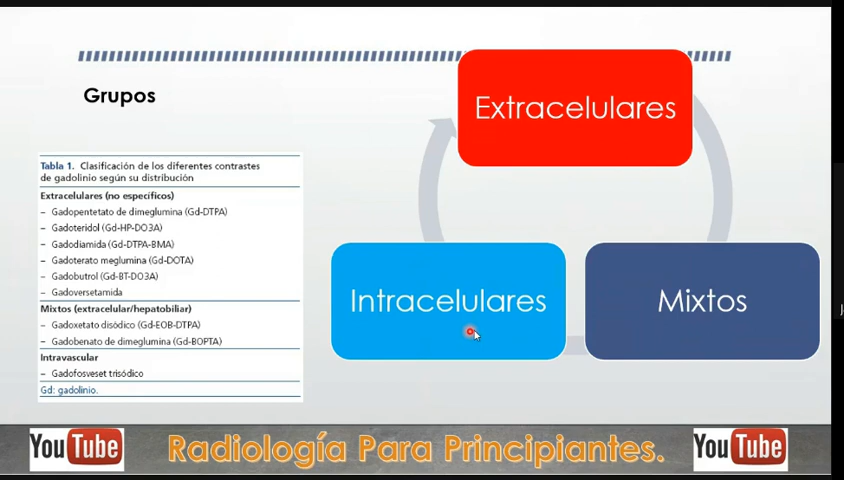 Grupos
Tabla 1. Clasificación de los diferentes contrastes
de gadolinio según su distribución
Extracelulares (no específicos)
– Gadopentetato de dimeglumina (Gd-DTPA)
– Gadoteridol (Gd-HP-DO3A)
– Gadodiamida (Gd-DTPA-BMA)
– Gadoterato meglumina (Gd-DOTA)
– Gadobutrol (Gd-BT-DO3A)
– Gadoversetamida
Mixtos (extracelular/hepatobiliar)
– Gadoxetato disódico (Gd-EOB-DTPA)
– Gadobenato de dimeglumina (Gd-BOPTA)
Intravascular
– Gadofosveset trisódico
Gd: gadolinio.
Extracelulares
Intracelulares
Mixtos
YouTube
Radiología Para Principiantes.
YouTube